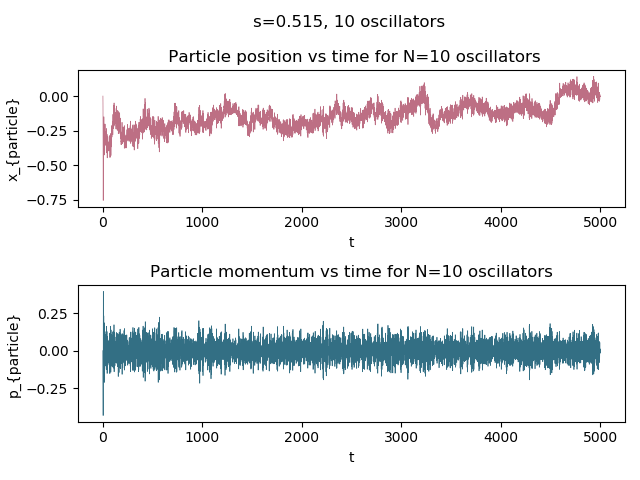 s=0.515, 10 oscillators
Particle position vs time for N=10 oscillators
x_{particle}
0.00
−0.25
−0.50
−0.75
0
1000
2000
3000
4000
5000
t
Particle momentum vs time for N=10 oscillators
p_{particle}
0.25
0.00
−0.25
0
1000
2000
3000
4000
5000
t